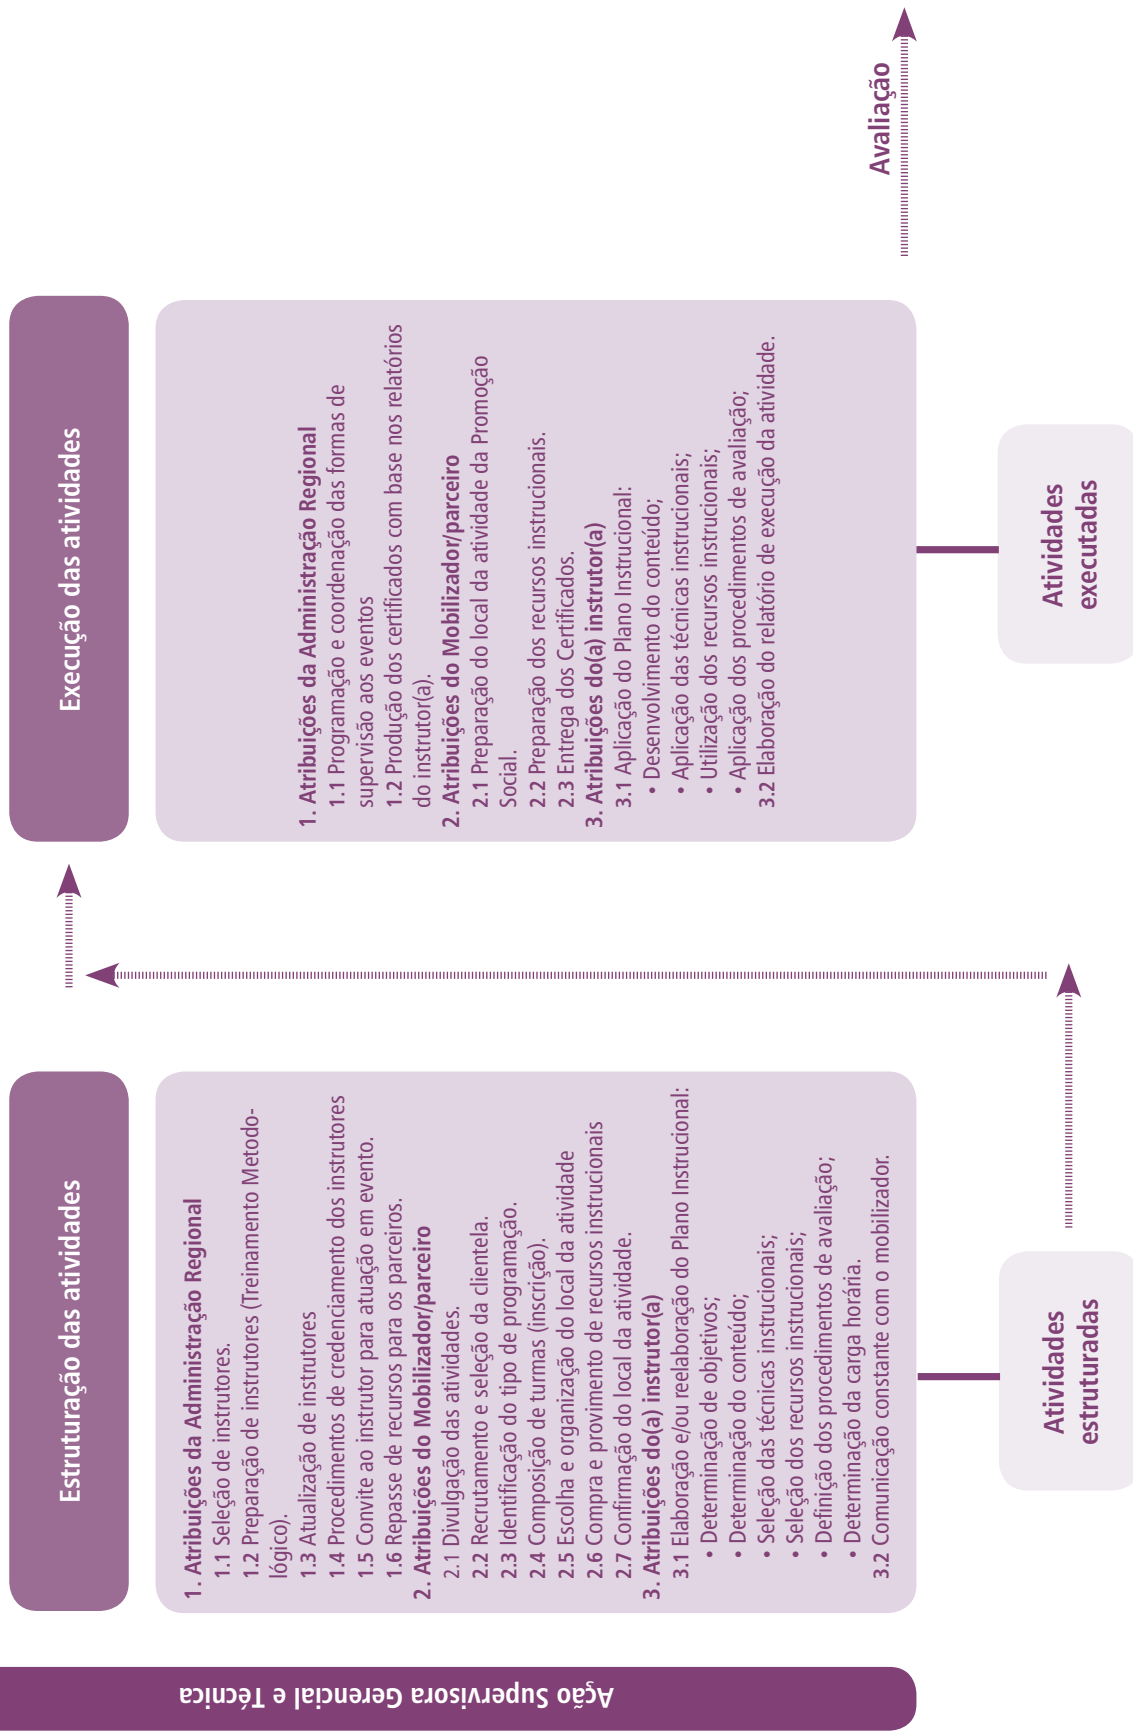 Ação Supervisora Gerencial e Técnica
Estruturação das atividades
1. Atribuições da Administração Regional
1.1 Seleção de instrutores.
1.2 Preparação de instrutores (Treinamento Metodo-
lógico).
1.3 Atualização de instrutores
1.4 Procedimentos de credenciamento dos instrutores
1.5 Convite ao instrutor para atuação em evento.
1.6 Repasse de recursos para os parceiros.
2. Atribuições do Mobilizador/parceiro
2.1 Divulgação das atividades.
2.2 Recrutamento e seleção da clientela.
2.3 Identificação do tipo de programação.
2.4 Composição de turmas (inscrição).
2.5 Escolha e organização do local da atividade
2.6 Compra e provimento de recursos instrucionais
2.7 Confirmação do local da atividade.
3. Atribuições do(a) instrutor(a)
3.1 Elaboração e/ou reelaboração do Plano Instrucional:
• Determinação de objetivos;
• Determinação do conteúdo;
• Seleção das técnicas instrucionais;
• Seleção dos recursos instrucionais;
• Definição dos procedimentos de avaliação;
• Determinação da carga horária.
3.2 Comunicação constante com o mobilizador.
Atividades
estruturadas
Execução das atividades
1. Atribuições da Administração Regional
1.1 Programação e coordenação das formas de
supervisão aos eventos
1.2 Produção dos certificados com base nos relatórios
do instrutor(a).
2. Atribuições do Mobilizador/parceiro
2.1 Preparação do local da atividade da Promoção
Social.
2.2 Preparação dos recursos instrucionais.
2.3 Entrega dos Certificados.
3. Atribuições do(a) instrutor(a)
3.1 Aplicação do Plano Instrucional:
• Desenvolvimento do conteúdo;
• Aplicação das técnicas instrucionais;
• Utilização dos recursos instrucionais;
• Aplicação dos procedimentos de avaliação;
3.2 Elaboração do relatório de execução da atividade.
Atividades
executadas
Avaliação